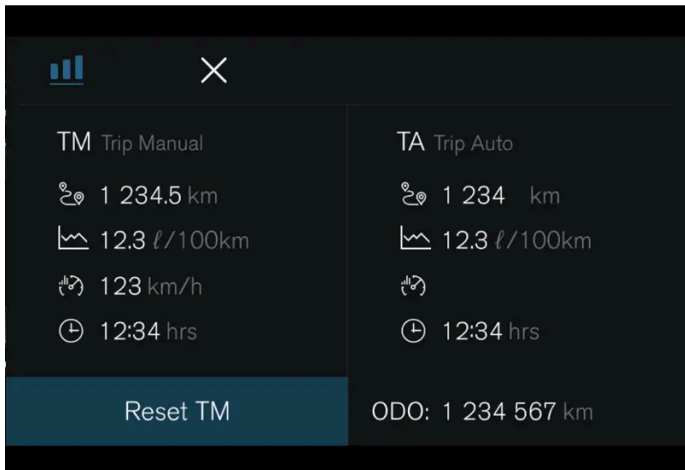 TM Trip Manual
1 234.5 km
12.3 ℓ/100km
123 km/h
12:34 hrs
Reset TM
TA Trip Auto
1 234 km
12.3 ℓ/100km
12:34 hrs
ODO: 1 234 567 km